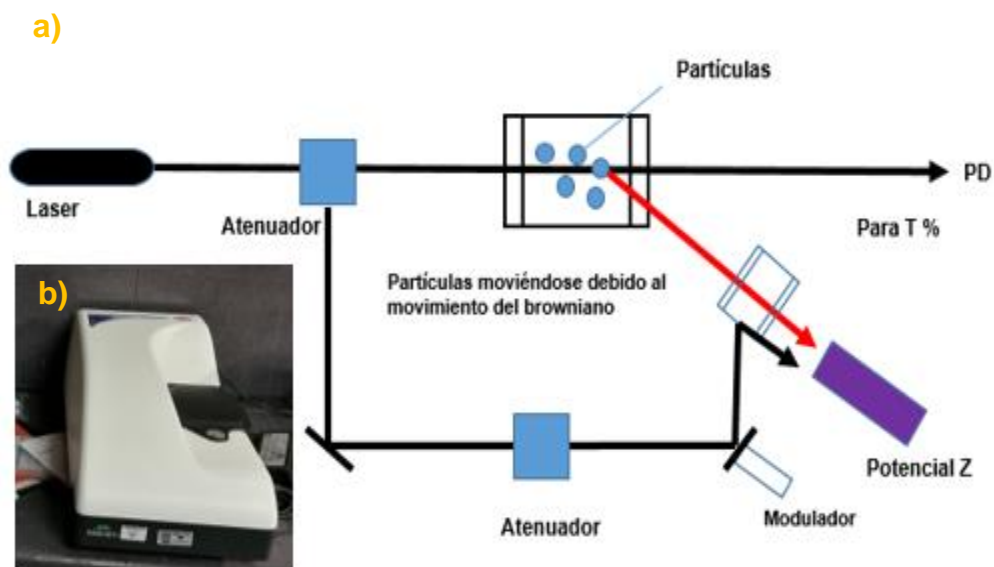 a)
Partículas
PD
Laser
Atenuador
Para T %
Partículas moviéndose debido al
movimiento del browniano
b)
Potencial Z
Atenuador
Modulador